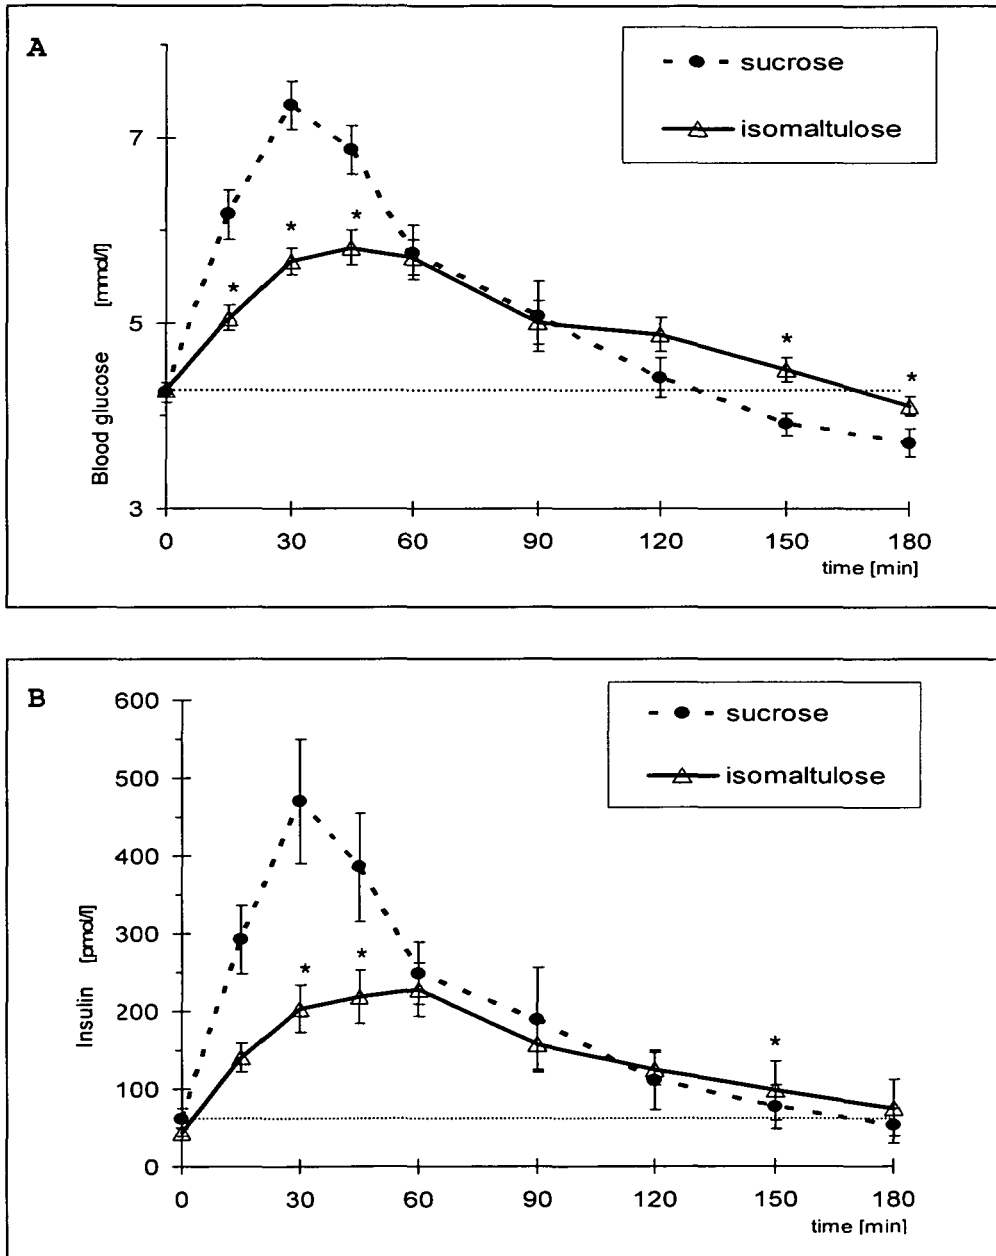 A
sucrose
isomaltulose
7
5
3
Blood glucose [mmol/l]
*
*
*
*
*
0 30 60 90 120 150 180
time [min]
B
sucrose
isomaltulose
600
500
400
300
200
100
0
Insulin [pmol/l]
*
*
*
0 30 60 90 120 150 180
time [min]